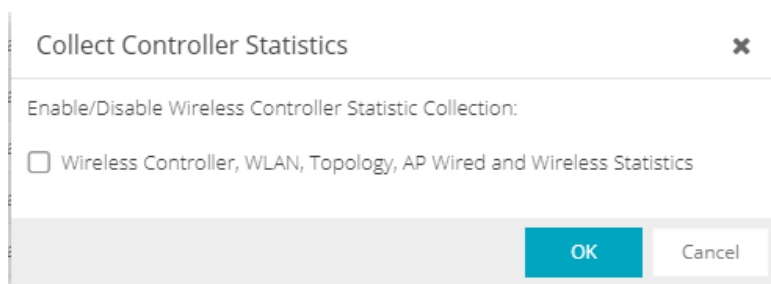 Collect Controller Statistics
Enable/Disable Wireless Controller Statistic Collection:
Wireless Controller, WLAN, Topology, AP Wired and Wireless Statistics
OK Cancel